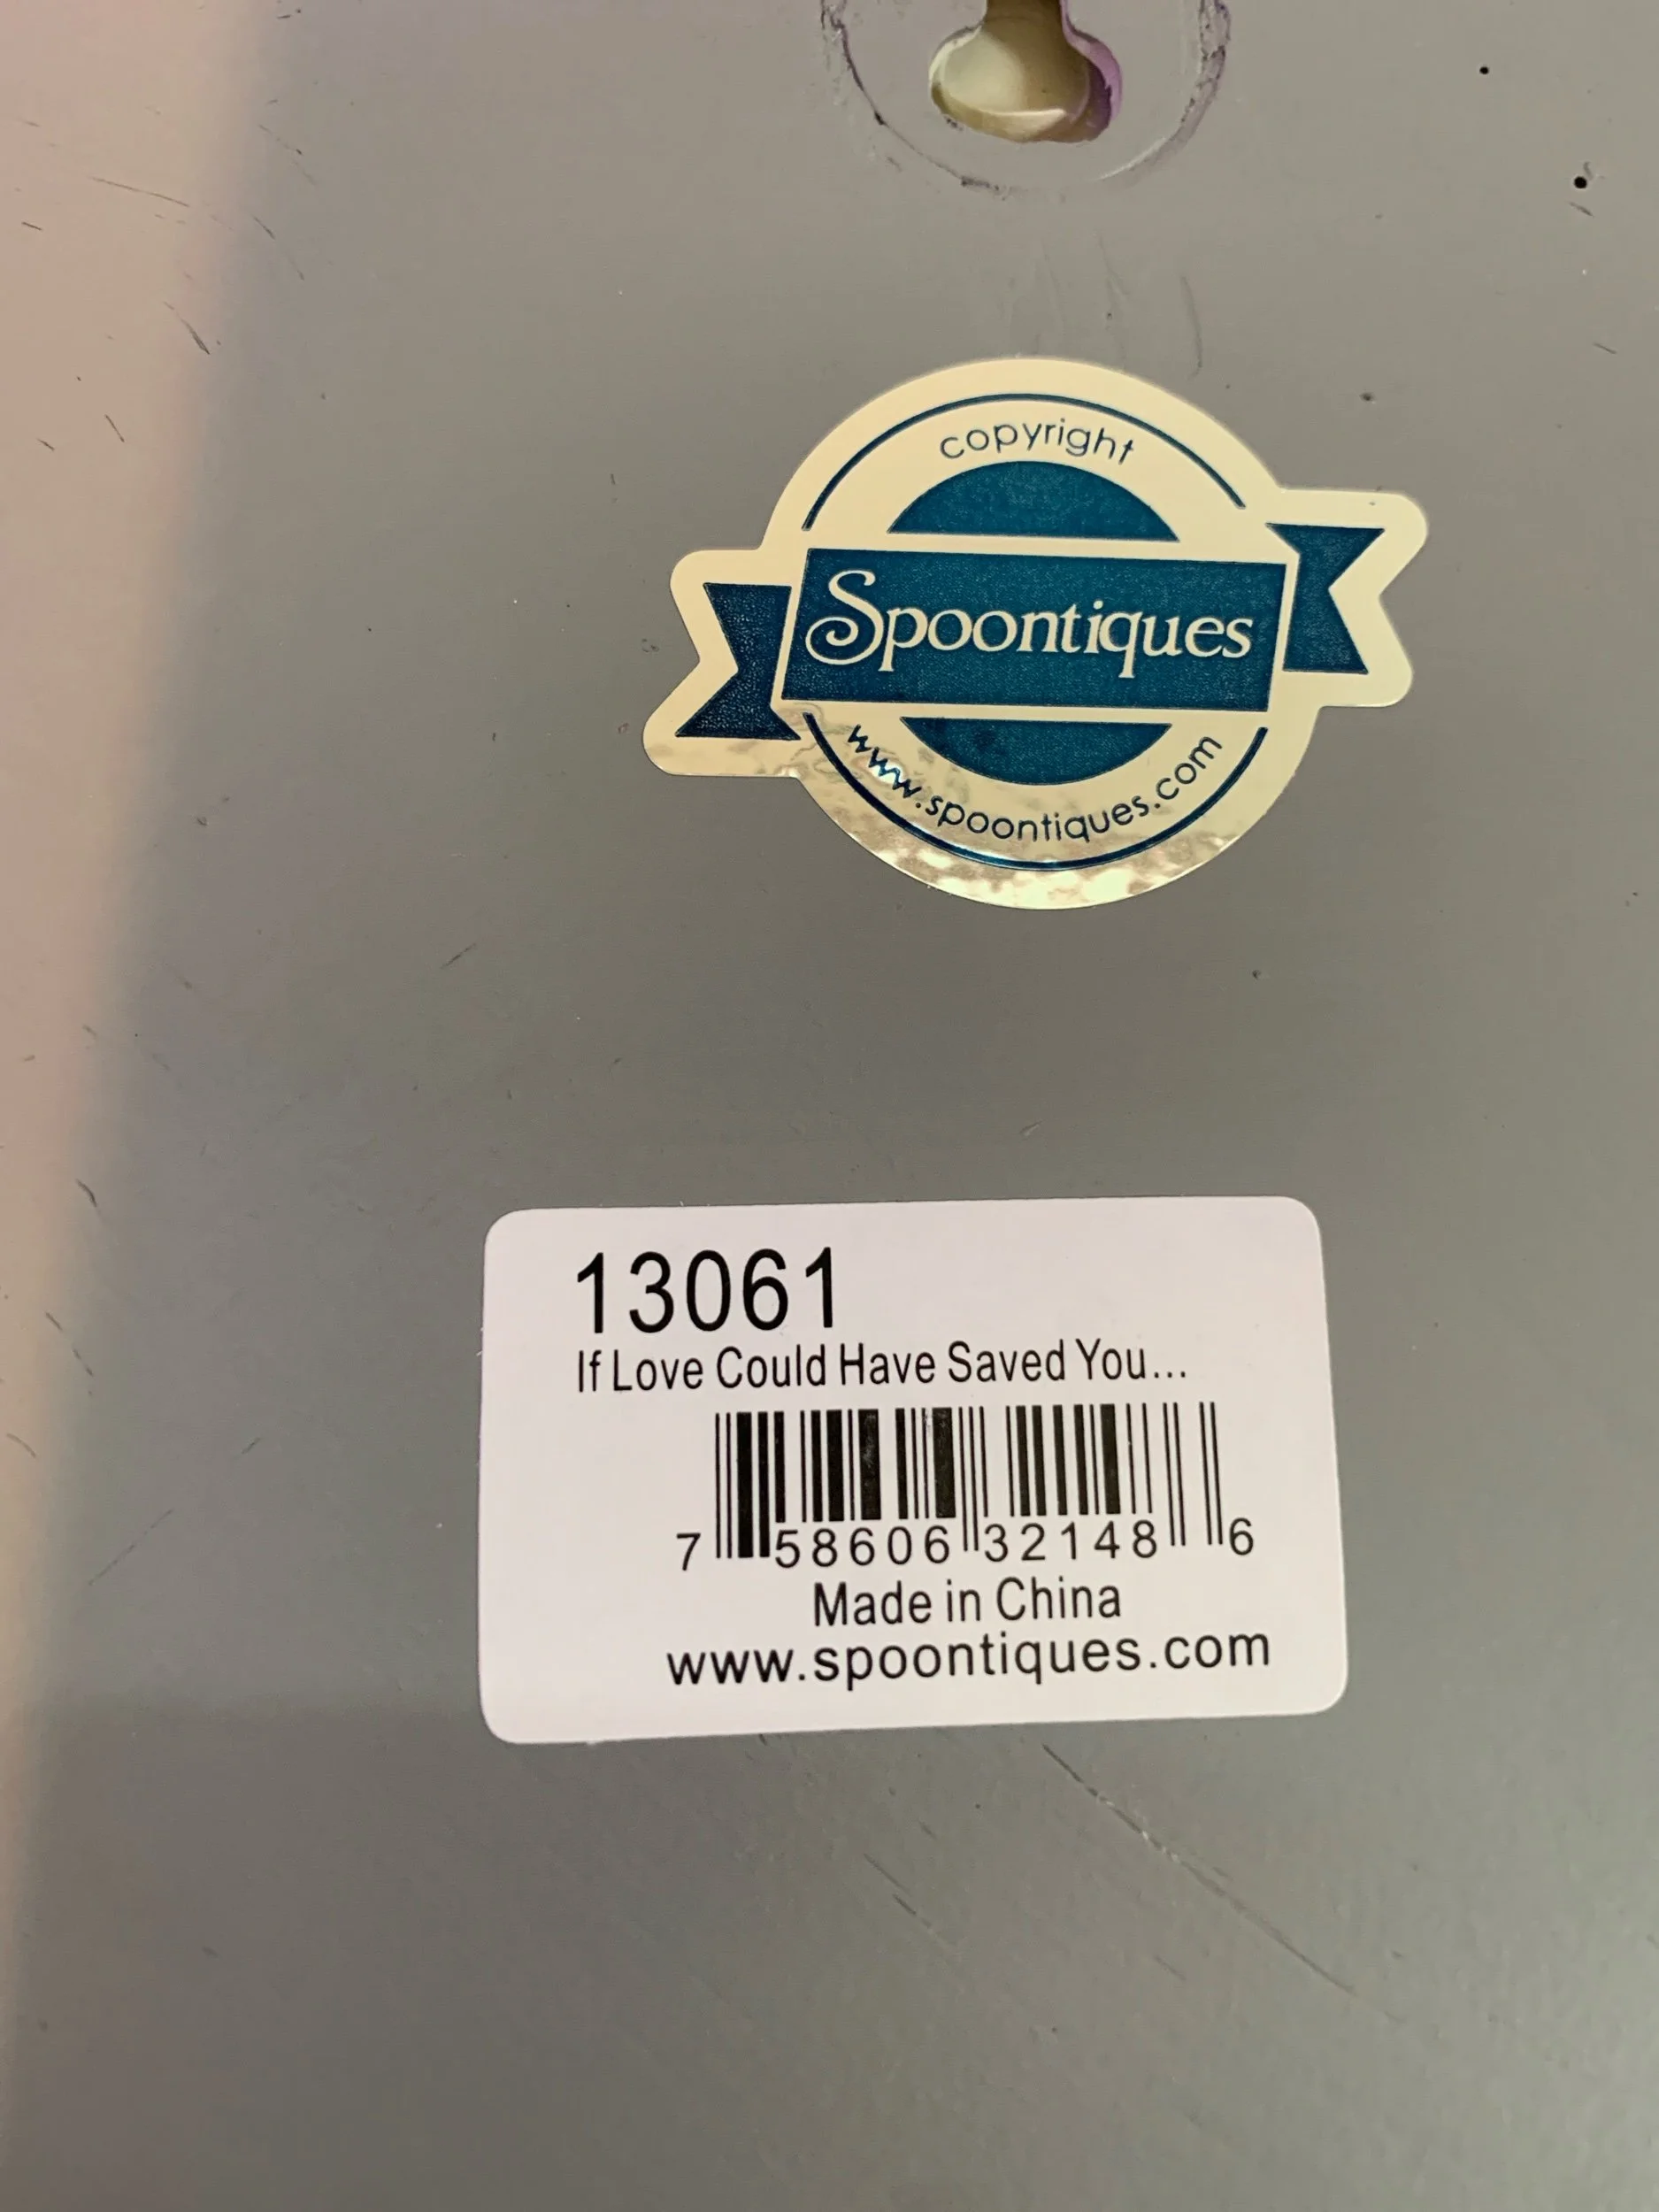 copyright
Spoontiques
www.spoontiques.com
13061
If Love Could Have Saved You...
7 58606 32148 6
Made in China
www.spoontiques.com